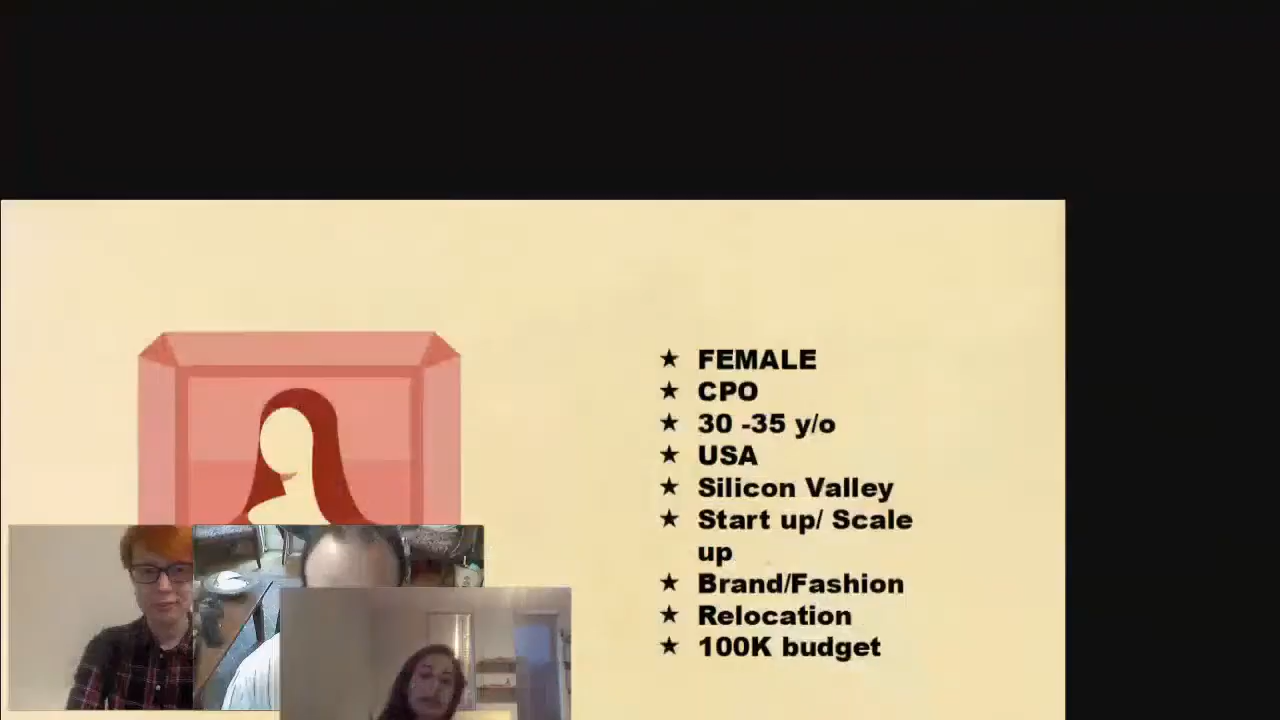 ★ FEMALE
★ CPO
★ 30 -35 y/o
★ USA
★ Silicon Valley
★ Start up/ Scale
up
★ Brand/Fashion
★ Relocation
★ 100K budget